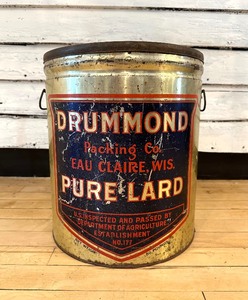 DRUMMOND
Packing Co.
EAU CLAIRE, WIS.
PURE LARD
U.S. INSPECTED AND PASSED BY
DEPARTMENT OF AGRICULTURE
ESTABLISHMENT
NO. 177